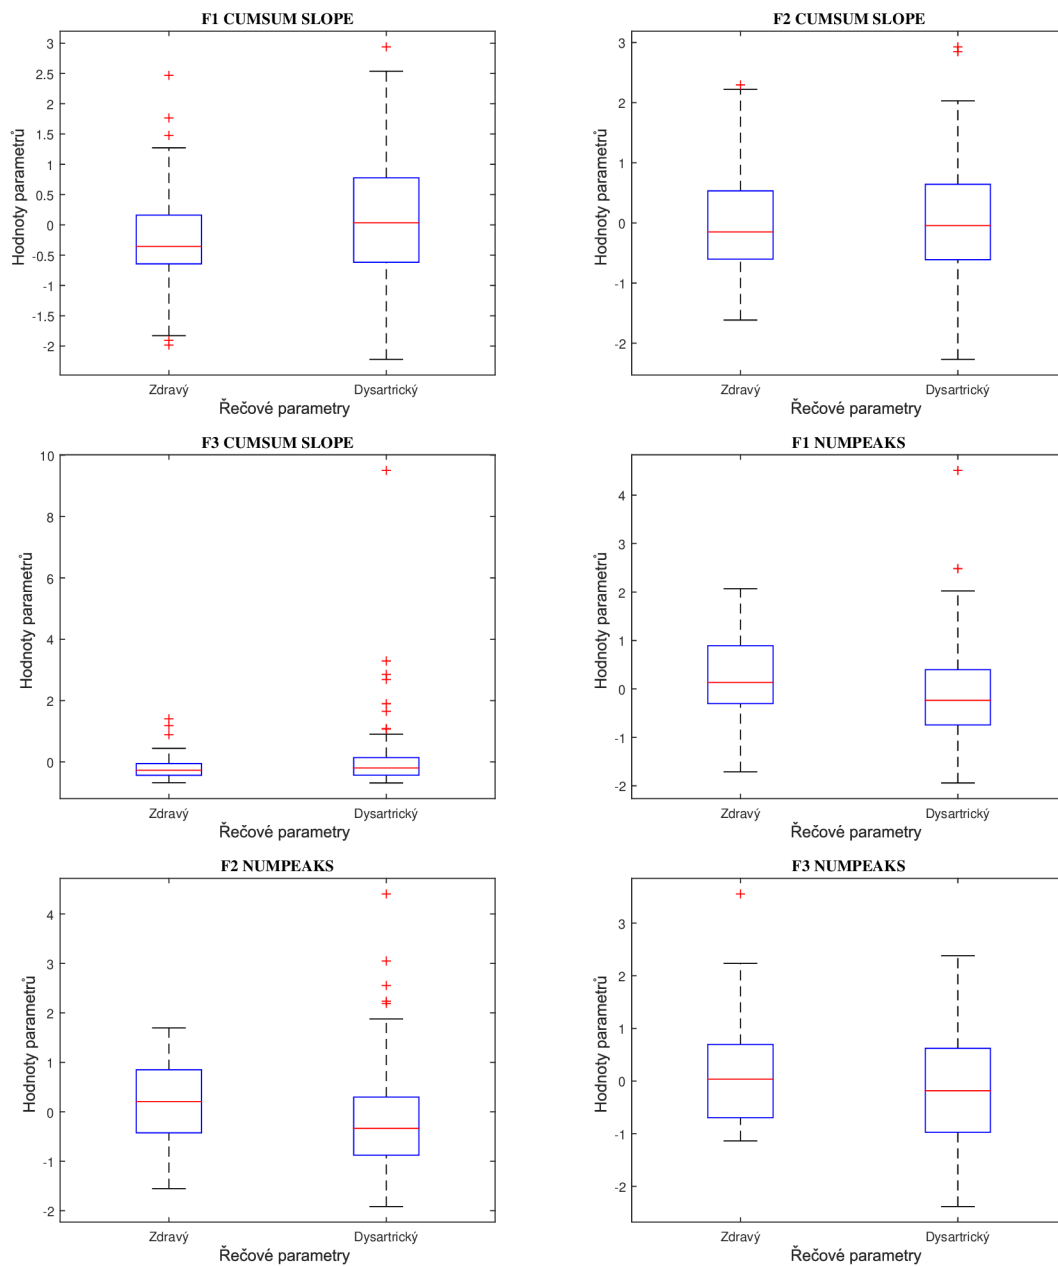 F1 CUMSUM SLOPE
Hodnoty parametrů
3
2.5
2
1.5
1
0.5
0
-0.5
-1
-1.5
-2
Zdravý Dysartrický
Řečové parametry
F2 CUMSUM SLOPE
Hodnoty parametrů
3
2
1
0
-1
-2
Zdravý Dysartrický
Řečové parametry
F3 CUMSUM SLOPE
Hodnoty parametrů
10
8
6
4
2
0
Zdravý Dysartrický
Řečové parametry
F1 NUMPEAKS
Hodnoty parametrů
4
3
2
1
0
-1
-2
Zdravý Dysartrický
Řečové parametry
F2 NUMPEAKS
Hodnoty parametrů
4
3
2
1
0
-1
-2
Zdravý Dysartrický
Řečové parametry
F3 NUMPEAKS
Hodnoty parametrů
3
2
1
0
-1
-2
Zdravý Dysartrický
Řečové parametry